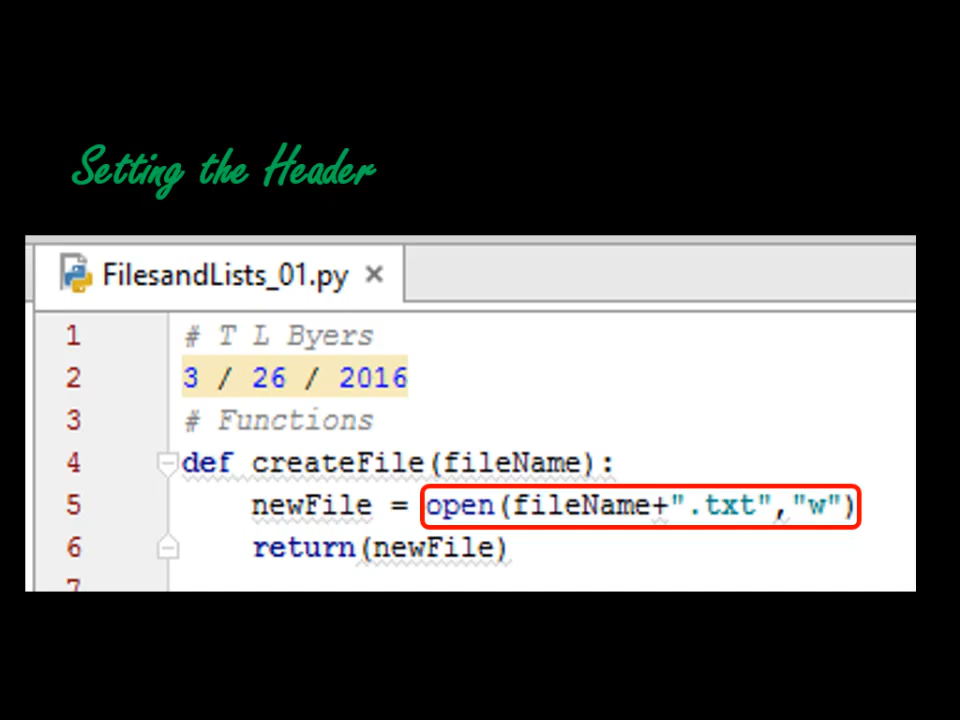 Setting the Header
FilesandLists_01.py
1 # T L Byers
2 3 / 26 / 2016
3 # Functions
4 def createFile(fileName):
5 newFile = open(fileName+".txt","w")
6 return(newFile)
7